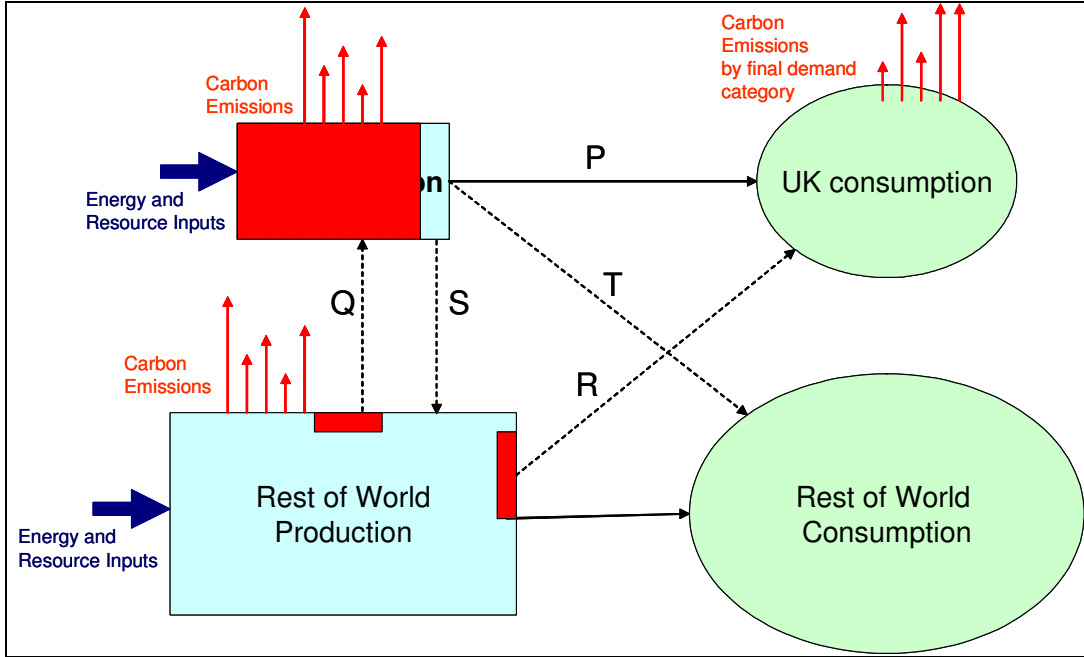 Carbon
Emissions
by final demand
category
Carbon
Emissions
P
UK consumption
on
Energy and
Resource Inputs
T
Q
S
Carbon
Emissions
R
Rest of World
Production
Rest of World
Consumption
Energy and
Resource Inputs